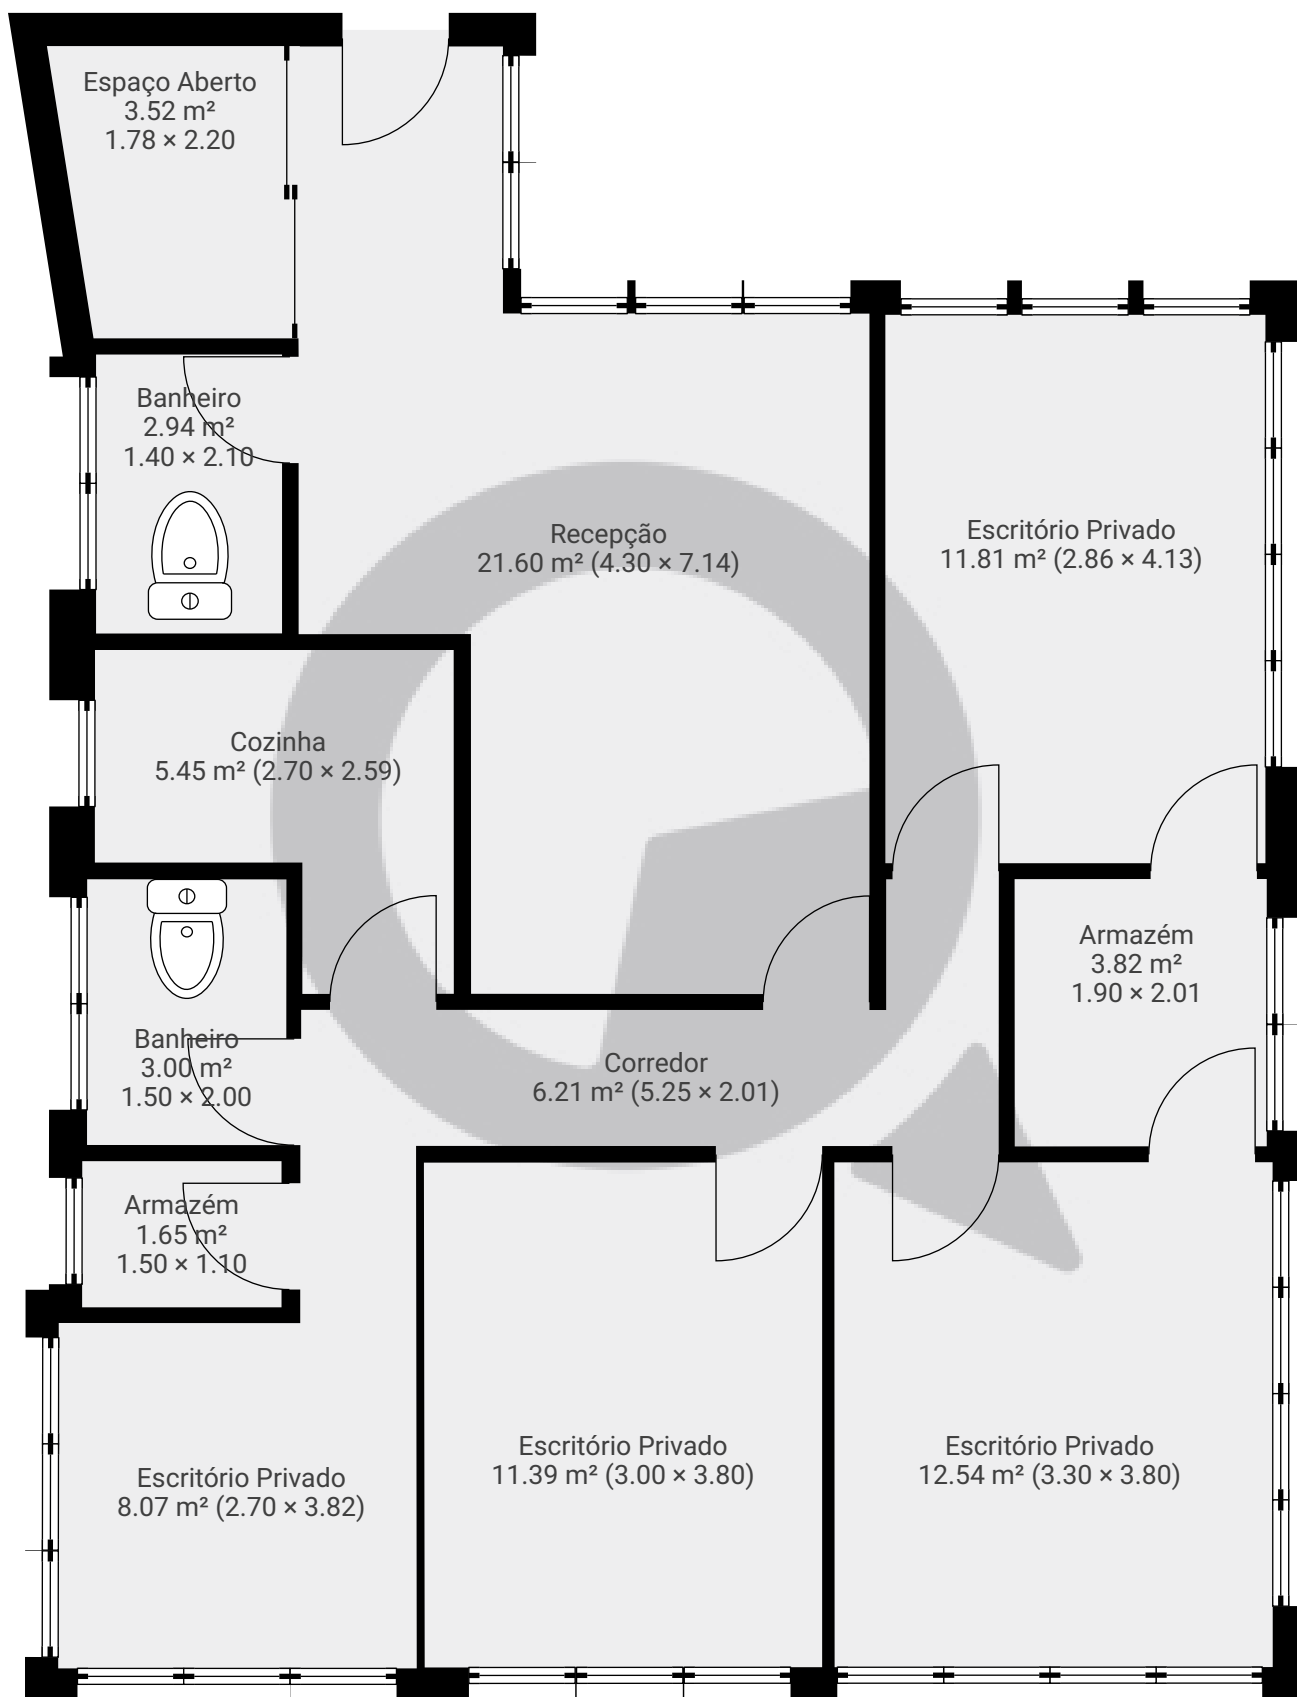 Espaço Aberto
3.52 m²
1.78 × 2.20
Banheiro
2.94 m²
1.40 × 2.10
Recepção
21.60 m² (4.30 × 7.14)
Escritório Privado
11.81 m² (2.86 × 4.13)
Cozinha
5.45 m² (2.70 × 2.59)
Armazém
3.82 m²
1.90 × 2.01
Banheiro
3.00 m²
1.50 × 2.00
Corredor
6.21 m² (5.25 × 2.01)
Armazém
1.65 m²
1.50 × 1.10
Escritório Privado
8.07 m² (2.70 × 3.82)
Escritório Privado
11.39 m² (3.00 × 3.80)
Escritório Privado
12.54 m² (3.30 × 3.80)